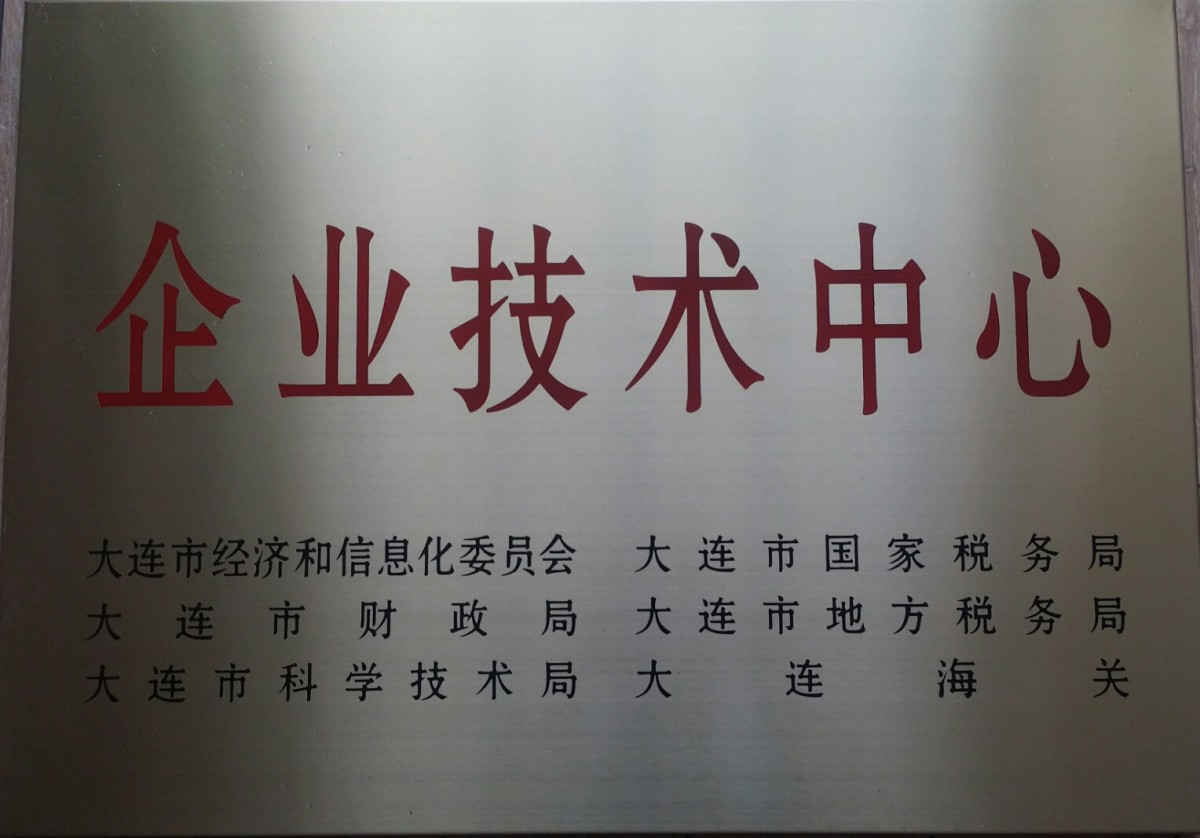 企业技术中心
大连市经济和信息化委员会 大连市国家税务局
大连市财政局 大连市地方税务局
大连市科学技术局 大连海关